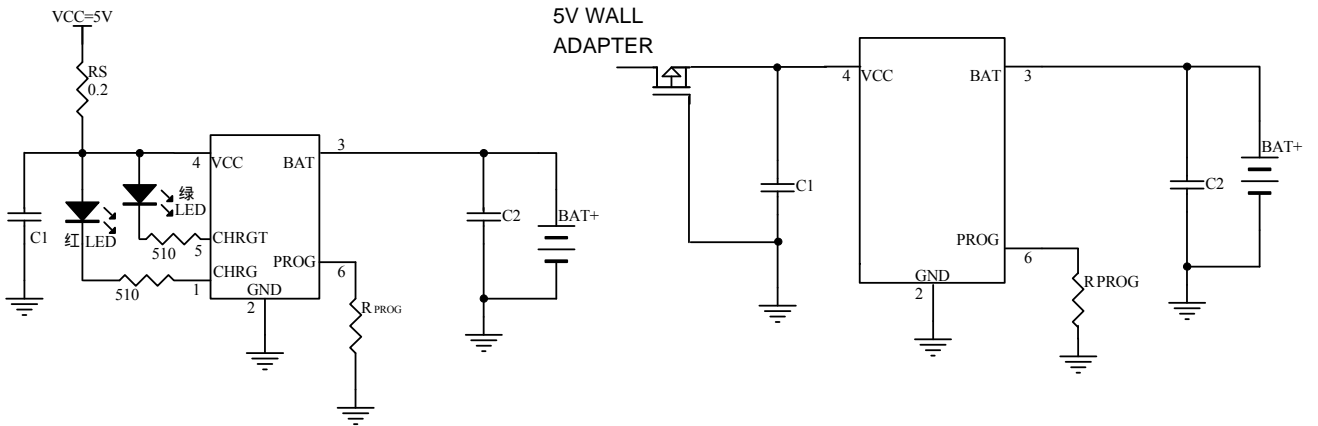 VCC=5V
RS
0.2
C1
红 LED
绿
LED
510
510
4
VCC
BAT
3
5
CHRGT
1
CHRG
PROG
6
GND
2
R PROG
C2
BAT+
5V WALL
ADAPTER
C1
4
VCC
BAT
3
PROG
6
GND
2
R PROG
C2
BAT+